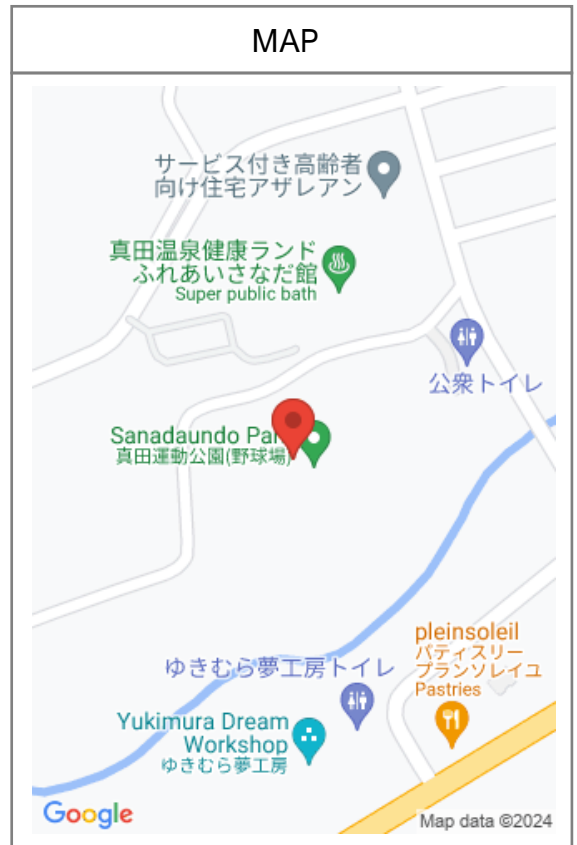 MAP
サービス付き高齢者
向け住宅アザレアン
真田温泉健康ランド
ふれあいさなだ館
Super public bath
公衆トイレ
Sanadaundo Par
真田運動公園(野球場)
pleinsoleil
パティスリー
プランソレイユ
Pastries
ゆきむら夢工房トイレ
Yukimura Dream
Workshop
ゆきむら夢工房
Google
Map data ©2024